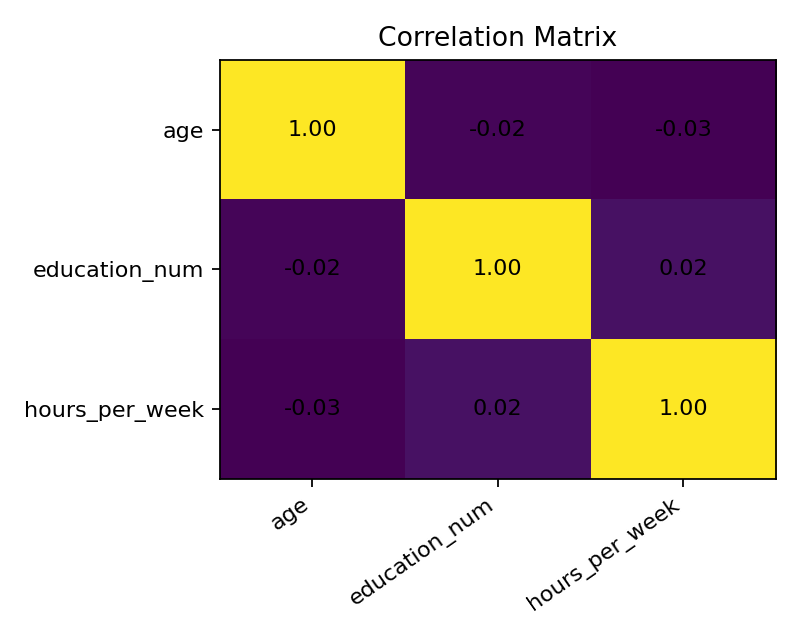 Correlation Matrix
age 1.00 -0.02 -0.03
education_num -0.02 1.00 0.02
hours_per_week -0.03 0.02 1.00
age education_num hours_per_week